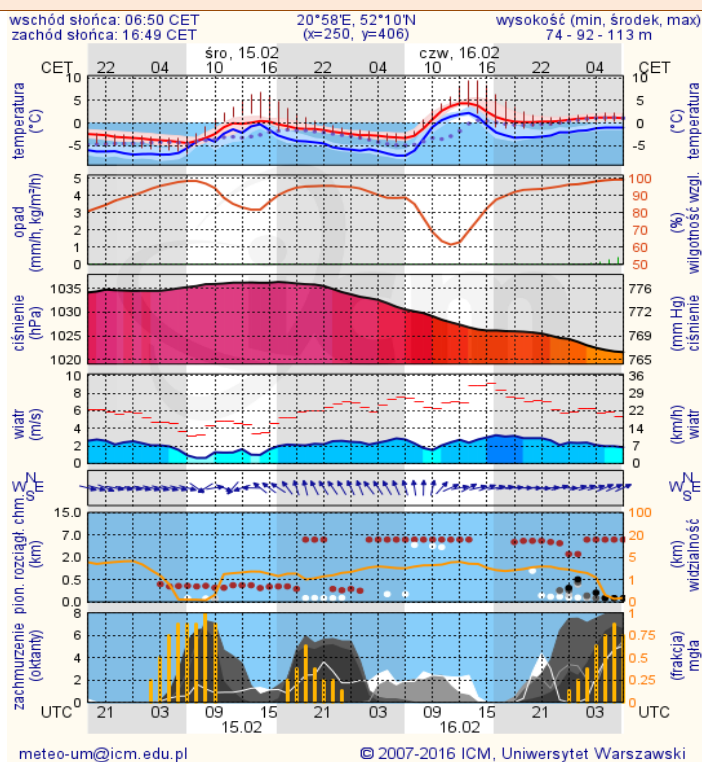 wschód słońca: 06:50 CET
zachód słońca: 16:49 CET
20°58'E, 52°10'N
(x=250, y=406)
wysokość (min, środek, max)
74 - 92 - 113 m
śro, 15.02
czw, 16.02
CET 22 04 10 16 22 04 10 16 22 04 CET
temperatura
(°C)
10
5
0
-5
10
5
0
-5
temperatura
(°C)
opad
(mm/h, kg/m²/h)
5
4
3
2
1
0
100
90
80
70
60
50
(%)
wilgotność wzgl.
ciśnienie
(hPa)
1035
1030
1025
1020
776
772
769
765
(mm Hg)
ciśnienie
wiatr
(m/s)
10
8
6
4
2
0
36
29
22
14
7
0
(km/h)
wiatr
N
W E
S
N
W E
S
pion. rozciągł. chm.
(km)
15.0
7.0
2.0
0.5
0.0
100
20
5
1
0
(km)
widzialność
zachmurzenie
(oktanty)
8
6
4
2
0
1
0.75
0.5
0.25
0
(frakcja)
mgła
UTC 21 03 09 15 21 03 09 15 21 03 UTC
15.02
16.02
meteo-um@icm.edu.pl
© 2007-2016 ICM, Uniwersytet Warszawski